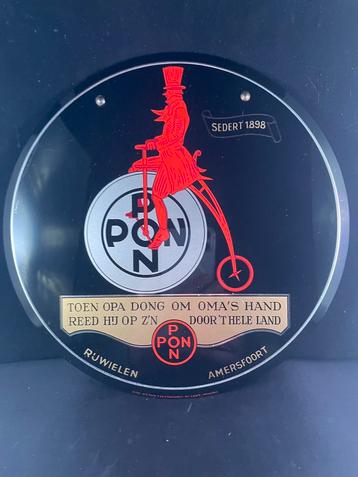 SEDERT 1898
P
PON
N
TOEN OPA DONG OM OMA'S HAND
REED HIJ OP Z'N DOOR 'T HELE LAND
P
PON
N
RIJWIELEN AMERSFOORT